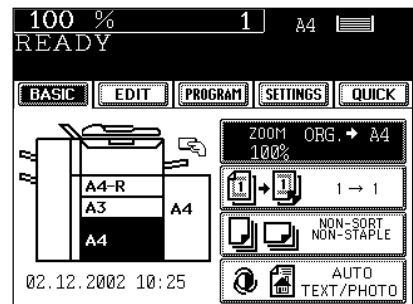 100 % 1 A4
READY
BASIC EDIT PROGRAM SETTINGS QUICK
ZOOM ORG. → A4
100%
A4-R
A3
A4
A4
1 → 1
NON-SORT
NON-STAPLE
AUTO
TEXT/PHOTO
02.12.2002 10:25